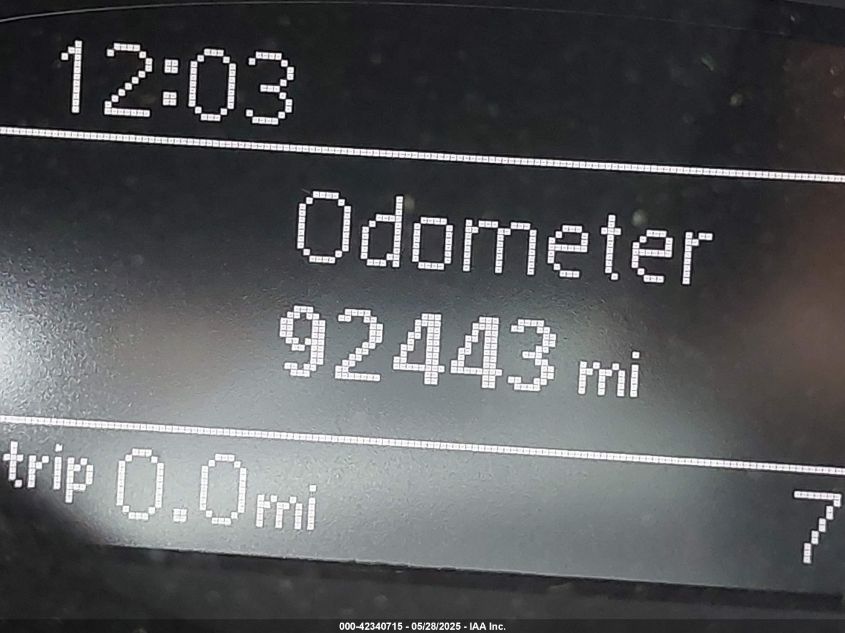 12:03
Odometer
92443 mi
trip 0.0 mi 7
000-42340715 - 05/28/2025 - IAA Inc.